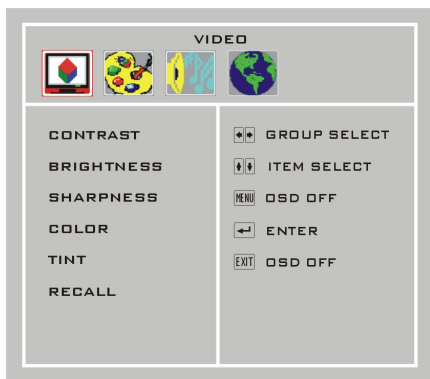 VIDEO
CONTRAST
BRIGHTNESS
SHARPNESS
COLOR
TINT
RECALL
GROUP SELECT
ITEM SELECT
MENU OSD OFF
ENTER
EXIT OSD OFF